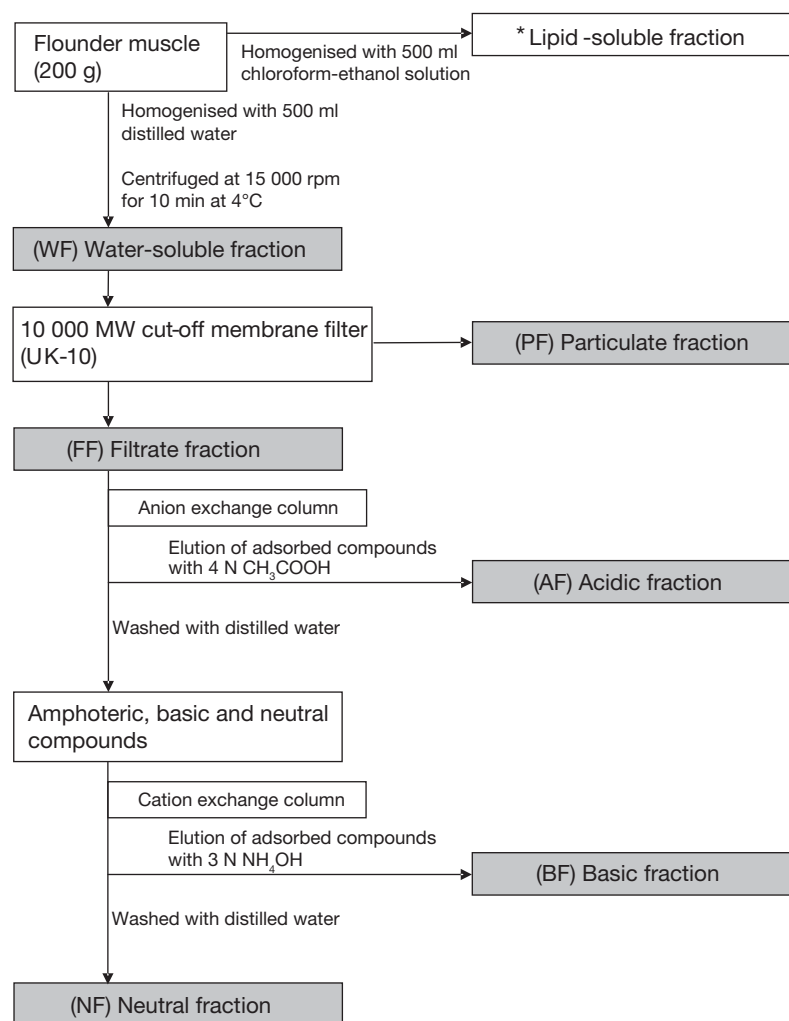 Flounder muscle
(200 g)
Homogenised with 500 ml
chloroform-ethanol solution
* Lipid -soluble fraction
Homogenised with 500 ml
distilled water
Centrifuged at 15 000 rpm
for 10 min at 4°C
(WF) Water-soluble fraction
10 000 MW cut-off membrane filter
(UK-10)
(PF) Particulate fraction
(FF) Filtrate fraction
Anion exchange column
Elution of adsorbed compounds
with 4 N CH₃COOH
(AF) Acidic fraction
Washed with distilled water
Amphoteric, basic and neutral
compounds
Cation exchange column
Elution of adsorbed compounds
with 3 N NH₄OH
(BF) Basic fraction
Washed with distilled water
(NF) Neutral fraction